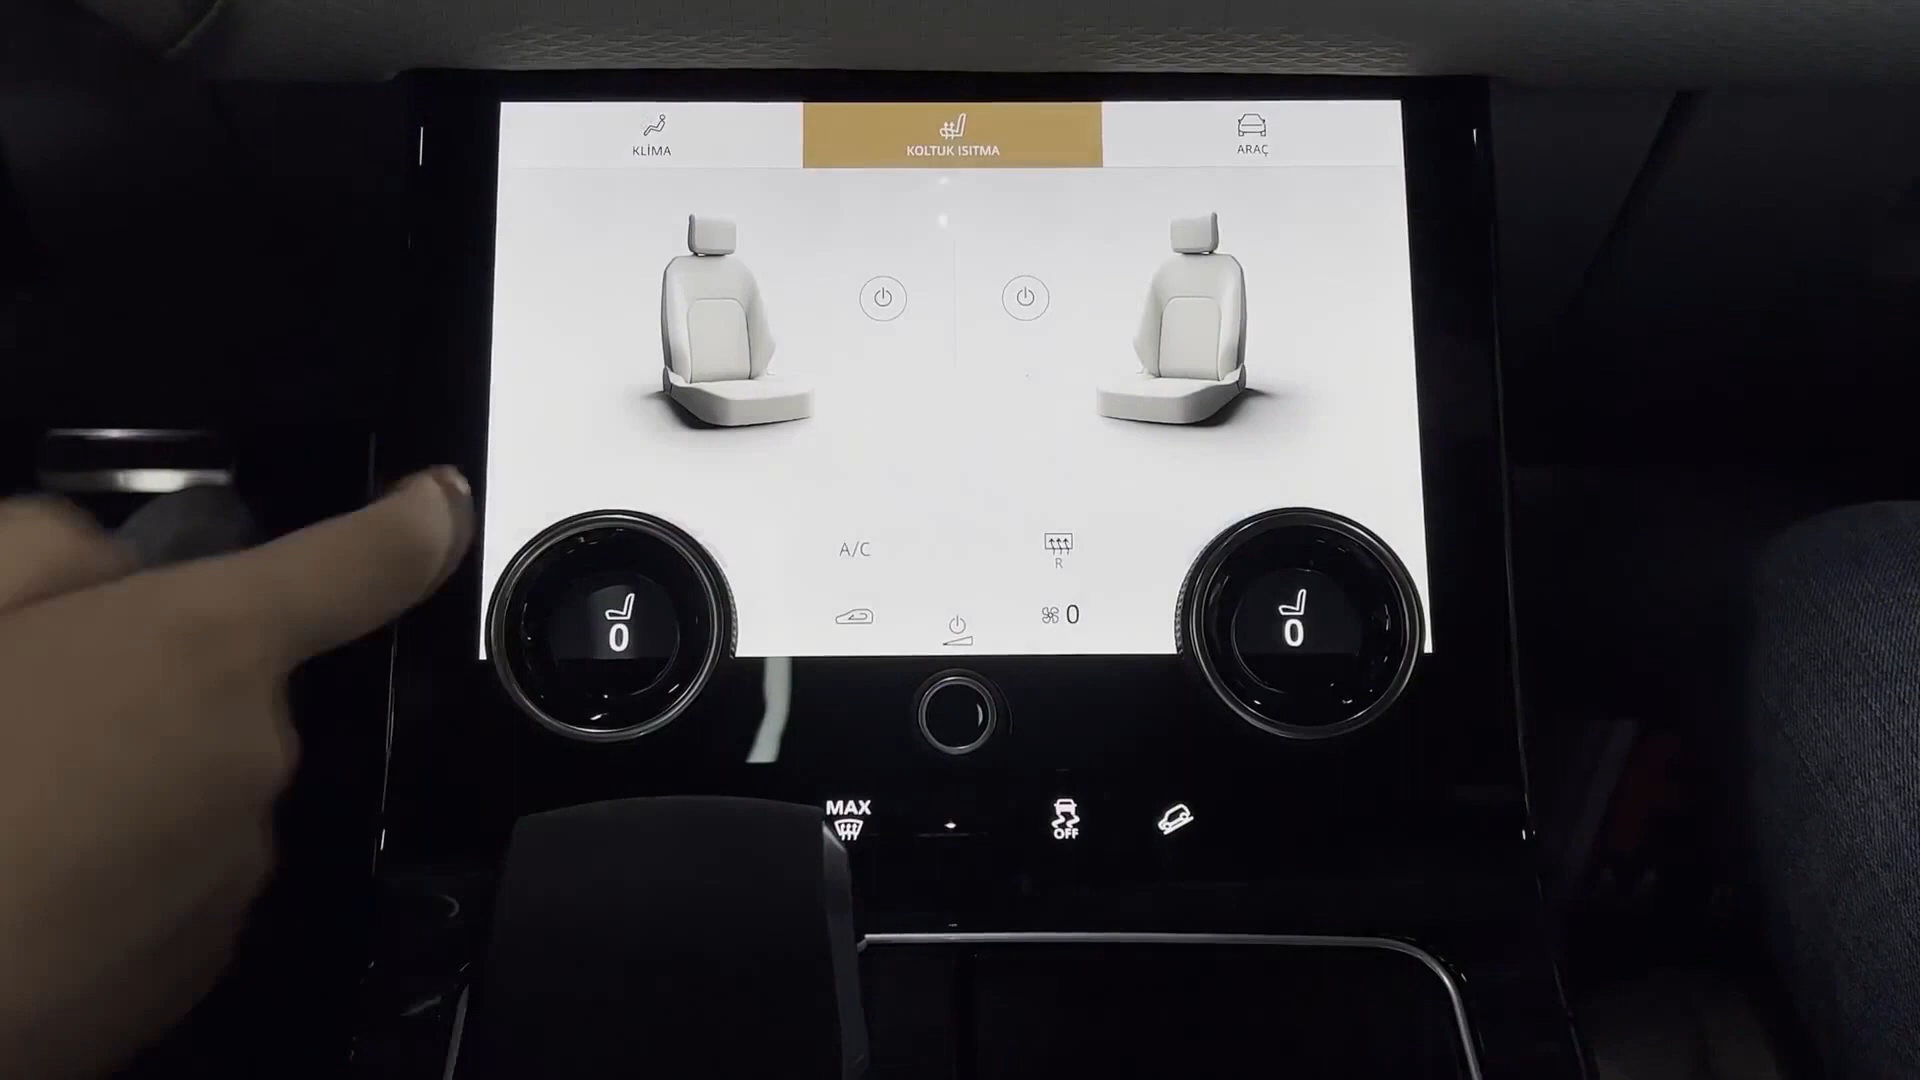 KLİMA
KOLTUK ISITMA
ARAÇ
A/C
R
0
0
0
MAX
OFF